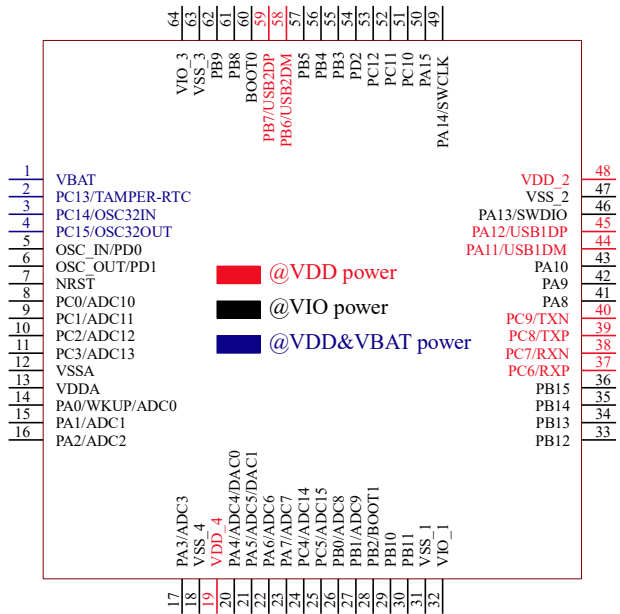 64 63 62 61 60 59 58 57 56 55 54 53 52 51 50 49
VIO_3
VSS_3
PB9
PB8
BOOT0
PB7/USB2DP
PB6/USB2DM
PB5
PB4
PB3
PD2
PC12
PC11
PC10
PA15
PA14/SWCLK
1 VBAT
2 PC13/TAMPER-RTC
3 PC14/OSC32IN
4 PC15/OSC32OUT
5 OSC_IN/PD0
6 OSC_OUT/PD1
7 NRST
8 PC0/ADC10
9 PC1/ADC11
10 PC2/ADC12
11 PC3/ADC13
12 VSSA
13 VDDA
14 PA0/WKUP/ADC0
15 PA1/ADC1
16 PA2/ADC2
@VDD power
@VIO power
@VDD&VBAT power
VDD_2 48
VSS_2 47
PA13/SWDIO 46
PA12/USB1DP 45
PA11/USB1DM 44
PA10 43
PA9 42
PA8 41
PC9/TXN 40
PC8/TXP 39
PC7/RXN 38
PC6/RXP 37
PB15 36
PB14 35
PB13 34
PB12 33
PA3/ADC3
VSS_4
VDD_4
PA4/ADC4/DAC0
PA5/ADC5/DAC1
PA6/ADC6
PA7/ADC7
PC4/ADC14
PC5/ADC15
PB0/ADC8
PB1/ADC9
PB2/BOOT1
PB10
PB11
VSS_1
VIO_1
17 18 19 20 21 22 23 24 25 26 27 28 29 30 31 32